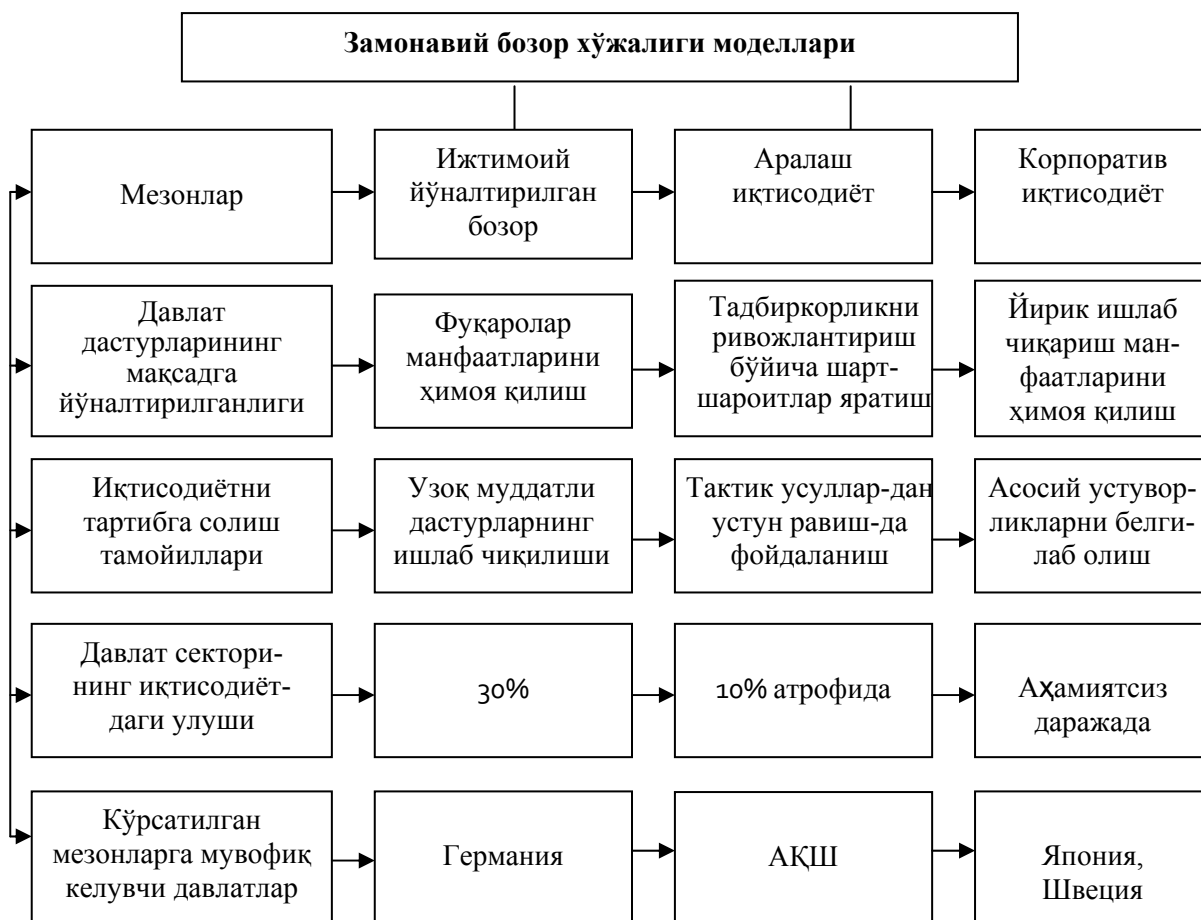 Замонавий бозор хўжалиги моделлари
Мезонлар
Ижтимоий
йўналтирилган
бозор
Аралаш
иқтисодиёт
Корпоратив
иқтисодиёт
Давлат
дастурларининг
мақсадга
йўналтирилганлиги
Фуқаролар
манфаатларини
ҳимоя қилиш
Тадбиркорликни
ривожлантириш
бўйича шарт-
шароитлар яратиш
Йирик ишлаб
чиқариш ман-
фаатларини
ҳимоя қилиш
Иқтисодиётни
тартибга солиш
тамойиллари
Узоқ муддатли
дастурларнинг
ишлаб чиқилиши
Тактик усуллар-дан
устун равиш-да
фойдаланиш
Асосий устувор-
ликларни белги-
лаб олиш
Давлат сектори-
нинг иқтисодиёт-
даги улуши
30%
10% атрофида
Аҳамиятсиз
даражада
Кўрсатилган
мезонларга мувофиқ
келувчи давлатлар
Германия
АҚШ
Япония,
Швеция